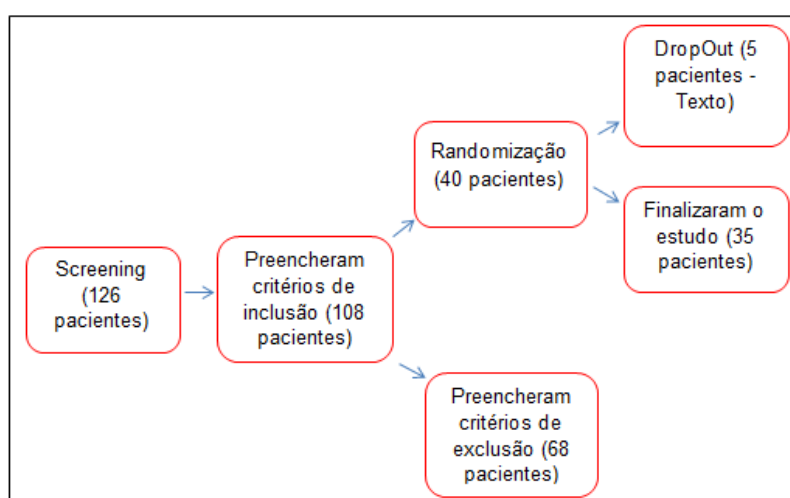 Screening
(126
pacientes)
Preencheram
critérios de
inclusão (108
pacientes)
Randomização
(40 pacientes)
DropOut (5
pacientes -
Texto)
Finalizaram o
estudo (35
pacientes)
Preencheram
critérios de
exclusão (68
pacientes)